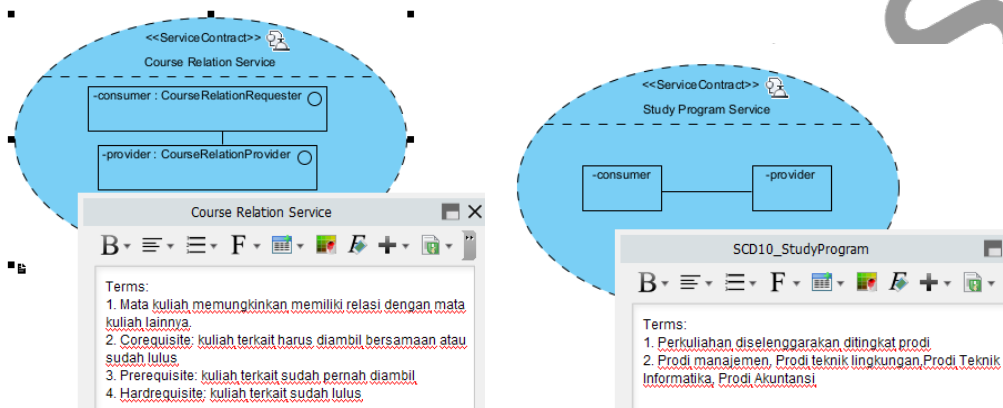 <<ServiceContract>>
Course Relation Service
-consumer : CourseRelationRequester
-provider : CourseRelationProvider
Course Relation Service
B F F
Terms:
1. Mata kuliah memungkinkan memiliki relasi dengan mata
kuliah lainnya.
2. Corequisite: kuliah terkait harus diambil bersamaan atau
sudah lulus
3. Prerequisite: kuliah terkait sudah pernah diambil
4. Hardrequisite: kuliah terkait sudah lulus
<<ServiceContract>>
Study Program Service
-consumer
-provider
SCD10_StudyProgram
B F F
Terms:
1. Perkuliahan diselenggarakan ditingkat prodi
2. Prodi manajemen, Prodi teknik lingkungan,Prodi Teknik
Informatika, Prodi Akuntansi